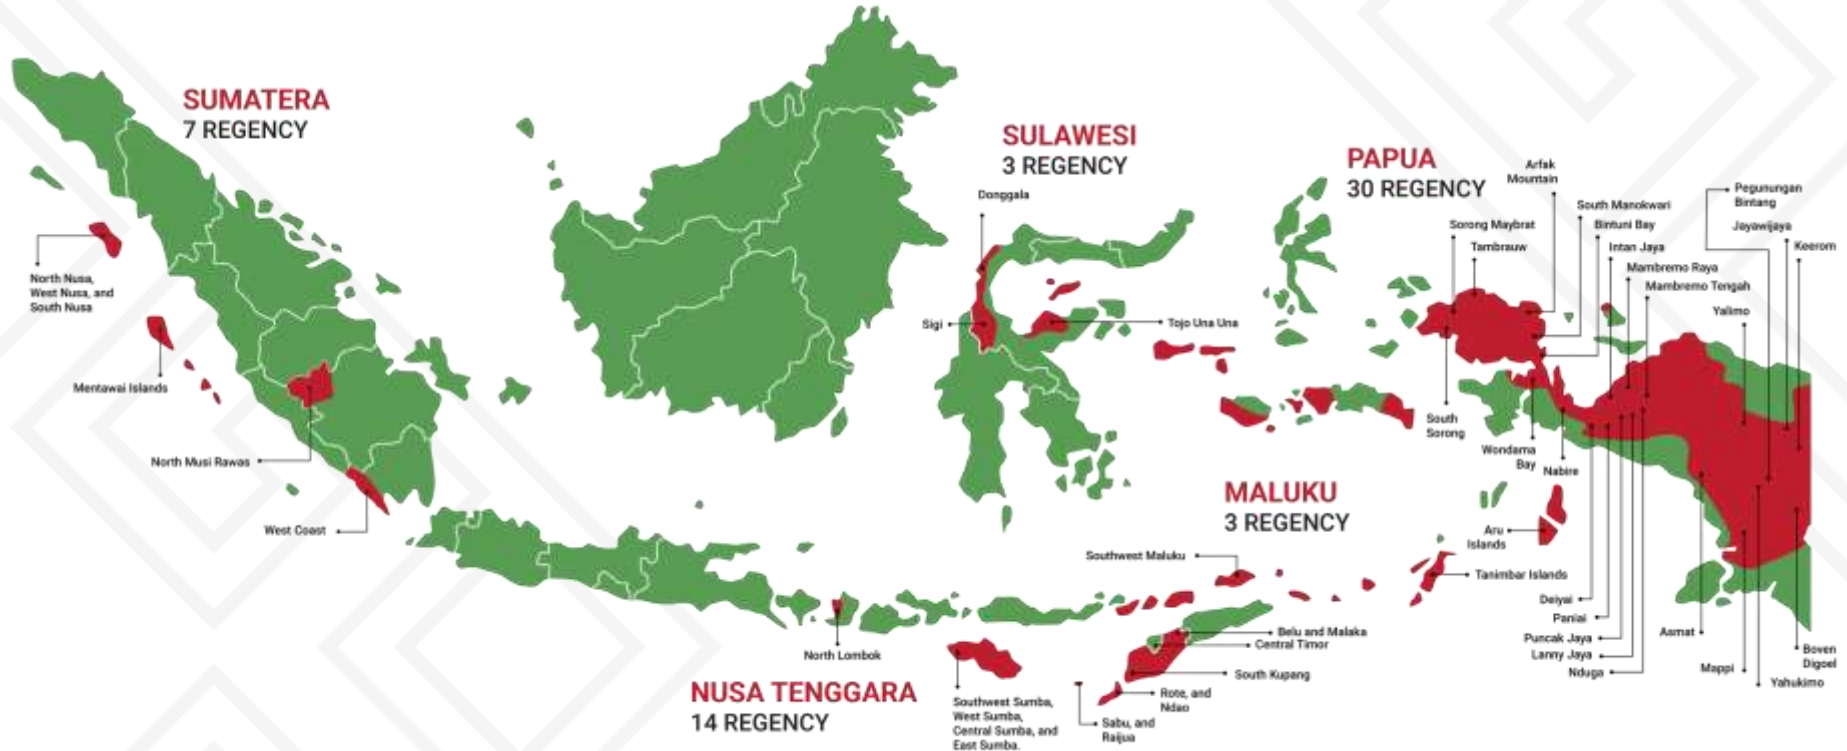 SUMATERA
7 REGENCY
North Nusa,
West Nusa, and
South Nusa
Mentawai Islands
North Musi Rawas
West Coast
SULAWESI
3 REGENCY
Donggala
Sigi
Tojo Una Una
PAPUA
30 REGENCY
Arfak
Mountain
Sorong Maybrat
Tambrauw
South Manokwari
Bintuni Bay
Intan Jaya
Mambremo Raya
Mambremo Tengah
Pegunungan
Bintang
Jayawijaya
Keerom
Yalimo
South
Sorong
Wondama
Bay
Nabire
Deiyai
Paniai
Puncak Jaya
Lanny Jaya
Nduga
Asmat
Mappi
Yahukimo
Boven
Digoel
MALUKU
3 REGENCY
Southwest Maluku
Aru
Islands
Tanimbar Islands
NUSA TENGGARA
14 REGENCY
North Lombok
Southwest Sumba,
West Sumba,
Central Sumba, and
East Sumba.
Belu and Malaka
Central Timor
South Kupang
Rote, and
Ndao
Sabu, and
Raijua